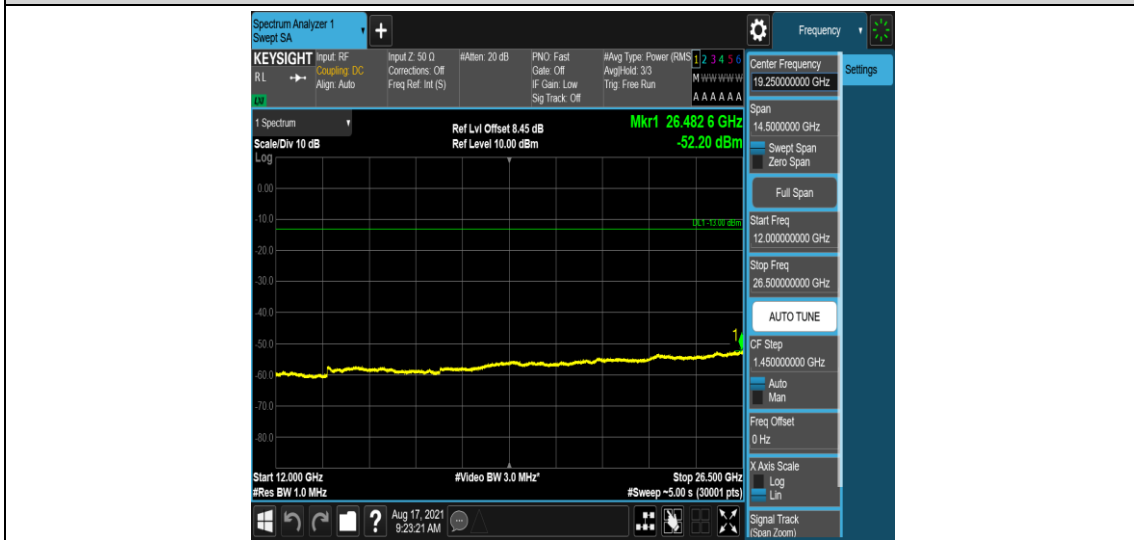 Spectrum Analyzer 1
Swept SA
+
Frequency
KEYSIGHT
RL
LXI
Input: RF
Coupling: DC
Align: Auto
Input Z: 50 Ω
Corrections: Off
Freq Ref: Int (S)
#Atten: 20 dB
PNO: Fast
Gate: Off
IF Gain: Low
Sig Track: Off
#Avg Type: Power (RMS
Avg|Hold: 3/3
Trig: Free Run
1 2 3 4 5 6
M W W W W W
A A A A A A
1 Spectrum
Scale/Div 10 dB
Ref Lvl Offset 8.45 dB
Ref Level 10.00 dBm
Mkr1 26.482 6 GHz
-52.20 dBm
Log
0.00
-10.0
DL1 -13.00 dBm
-20.0
-30.0
-40.0
1
-50.0
-60.0
-70.0
-80.0
Start 12.000 GHz
#Video BW 3.0 MHz*
Stop 26.500 GHz
#Res BW 1.0 MHz
#Sweep ~5.00 s (30001 pts)
Center Frequency
19.250000000 GHz
Settings
Span
14.5000000 GHz
Swept Span
Zero Span
Full Span
Start Freq
12.000000000 GHz
Stop Freq
26.500000000 GHz
AUTO TUNE
CF Step
1.450000000 GHz
Auto
Man
Freq Offset
0 Hz
X Axis Scale
Log
Lin
Signal Track
(Span Zoom)
?
Aug 17, 2021
9:23:21 AM